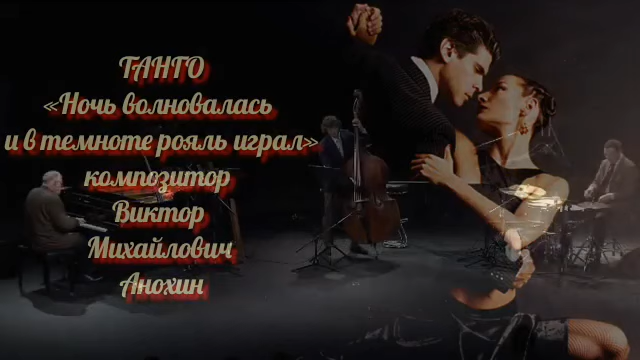 ТАНГО
«Ночь волновалась
и в темноте рояль играл»
композитор
Виктор
Михайлович
Анохин